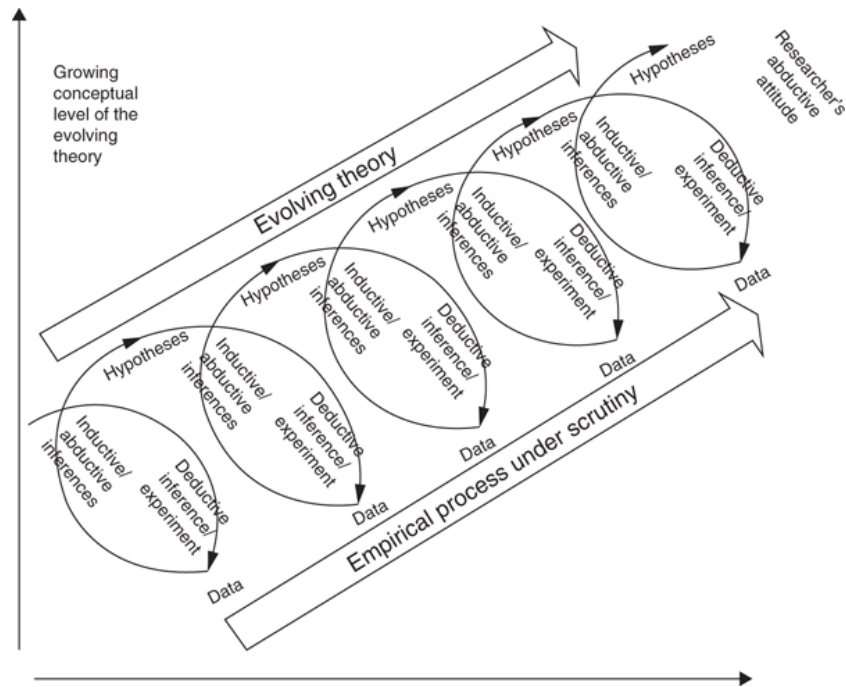 Growing
conceptual
level of the
evolving
theory
Evolving theory
Researcher's
abductive
attitude
Hypotheses
Inductive/
abductive
inferences
Deductive
inference/
experiment
Data
Hypotheses
Inductive/
abductive
inferences
Deductive
inference/
experiment
Data
Hypotheses
Inductive/
abductive
inferences
Deductive
inference/
experiment
Data
Hypotheses
Inductive/
abductive
inferences
Deductive
inference/
experiment
Data
Hypotheses
Inductive/
abductive
inferences
Deductive
inference/
experiment
Data
Empirical process under scrutiny